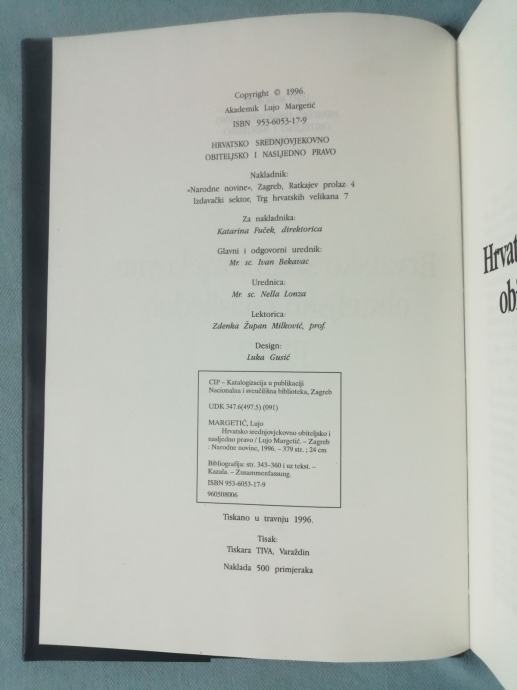 Copyright © 1996.
Akademik Lujo Margetić
ISBN 953-6053-17-9
HRVATSKO SREDNJOVJEKOVNO
OBITELJSKO I NASLJEDNO PRAVO
Nakladnik:
»Narodne novine«, Zagreb, Ratkajev prolaz 4
Izdavački sektor, Trg hrvatskih velikana 7
Za nakladnika:
Katarina Fuček, direktorica
Glavni i odgovorni urednik:
Mr. sc. Ivan Bekavac
Urednica:
Mr. sc. Nella Lonza
Lektorica:
Zdenka Župan Milković, prof.
Design:
Luka Gusić
CIP – Katalogizacija u publikaciji
Nacionalna i sveučilišna biblioteka, Zagreb
UDK 347.6(497.5) (091)
MARGETIĆ, Lujo
Hrvatsko srednjovjekovno obiteljsko i
nasljedno pravo / Lujo Margetić. – Zagreb
: Narodne novine, 1996. – 379 str. ; 24 cm
Bibliografija: str. 343–360 i uz tekst. –
Kazala. – Zusammenfassung.
ISBN 953-6053-17-9
960508006
Tiskano u travnju 1996.
Tisak:
Tiskara TIVA, Varaždin
Naklada 500 primjeraka
Hrvat
obi